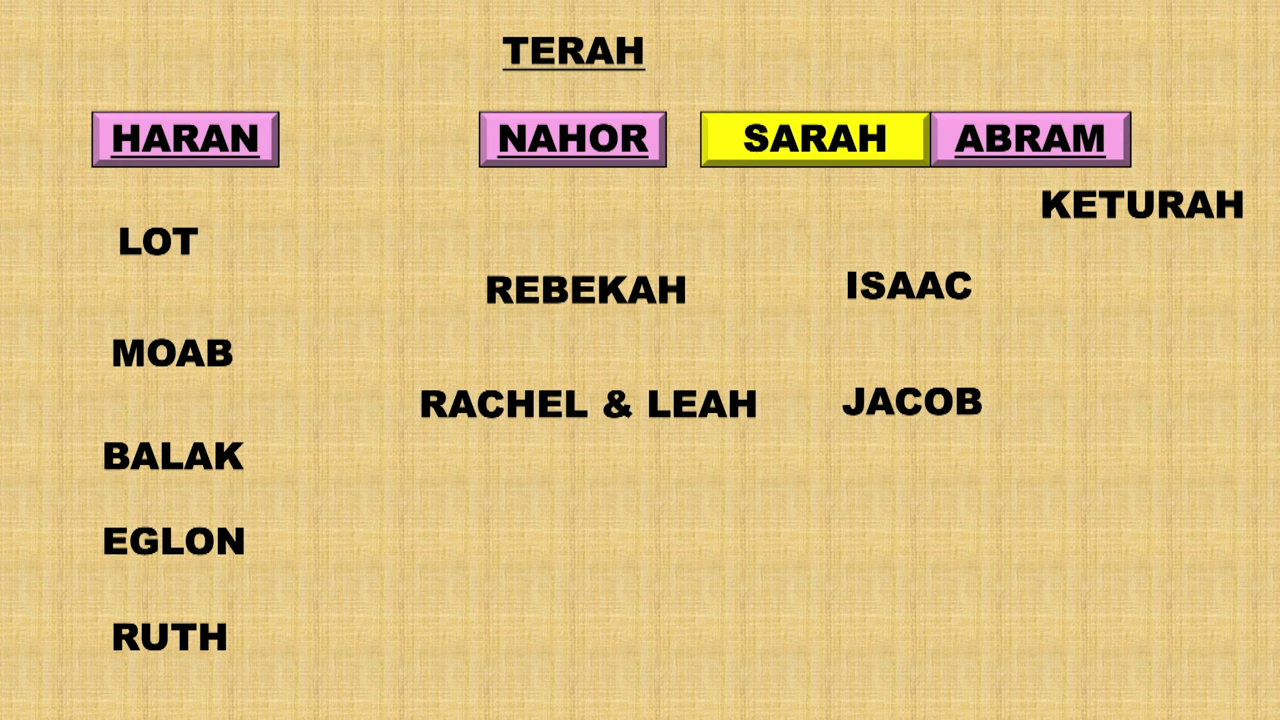 TERAH
HARAN NAHOR SARAH ABRAM
KETURAH
LOT
REBEKAH ISAAC
MOAB
RACHEL & LEAH JACOB
BALAK
EGLON
RUTH